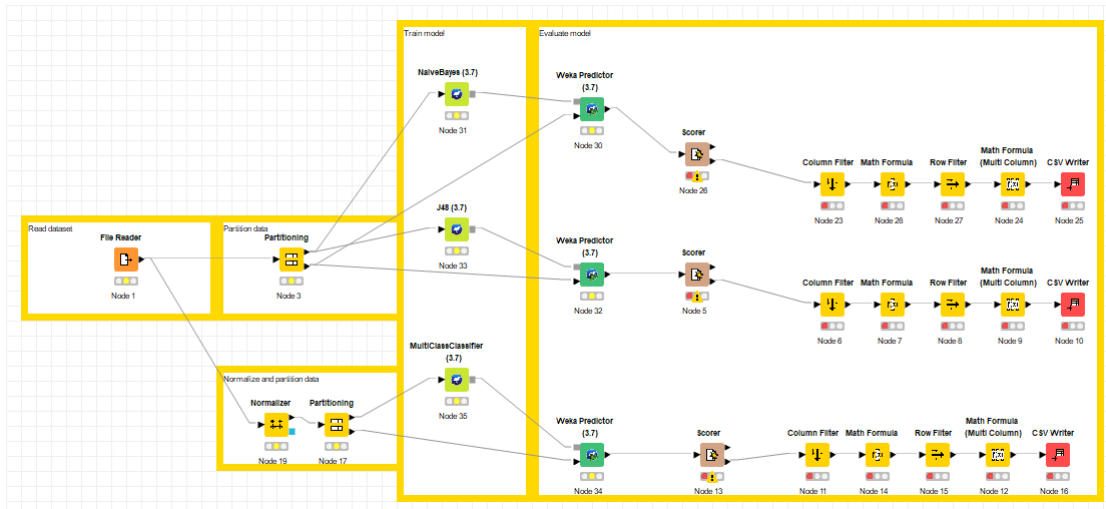 Train model
Evaluate model
NaiveBayes (3.7)
Node 31
Weka Predictor
(3.7)
Node 30
Scorer
Node 26
Column Filter
Node 23
Math Formula
Node 28
Row Filter
Node 27
Math Formula
(Multi Column)
Node 24
CSV Writer
Node 25
Read dataset
File Reader
Node 1
Partition data
Partitioning
Node 3
J48 (3.7)
Node 33
Weka Predictor
(3.7)
Node 32
Scorer
Node 5
Column Filter
Node 6
Math Formula
Node 7
Row Filter
Node 8
Math Formula
(Multi Column)
Node 9
CSV Writer
Node 10
Normalize and partition data
Normalizer
Node 19
Partitioning
Node 17
MultiClassClassifier
(3.7)
Node 35
Weka Predictor
(3.7)
Node 34
Scorer
Node 13
Column Filter
Node 11
Math Formula
Node 14
Row Filter
Node 15
Math Formula
(Multi Column)
Node 12
CSV Writer
Node 16